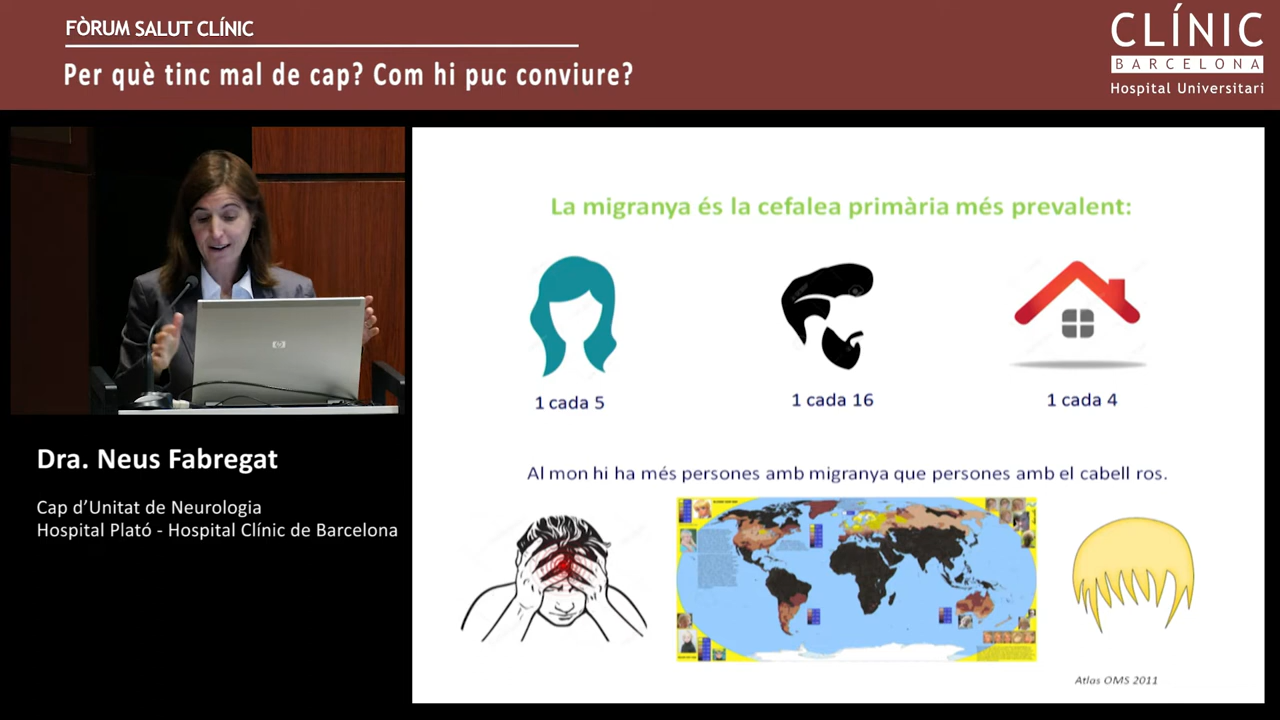 FÒRUM SALUT CLÍNIC
Per què tinc mal de cap? Com hi puc conviure?
CLÍNIC
BARCELONA
Hospital Universitari
La migranya és la cefalea primària més prevalent:
1 cada 5
1 cada 16
1 cada 4
Al mon hi ha més persones amb migranya que persones amb el cabell ros.
Atlas OMS 2011
Dra. Neus Fabregat
Cap d’Unitat de Neurologia
Hospital Plató - Hospital Clínic de Barcelona
hp